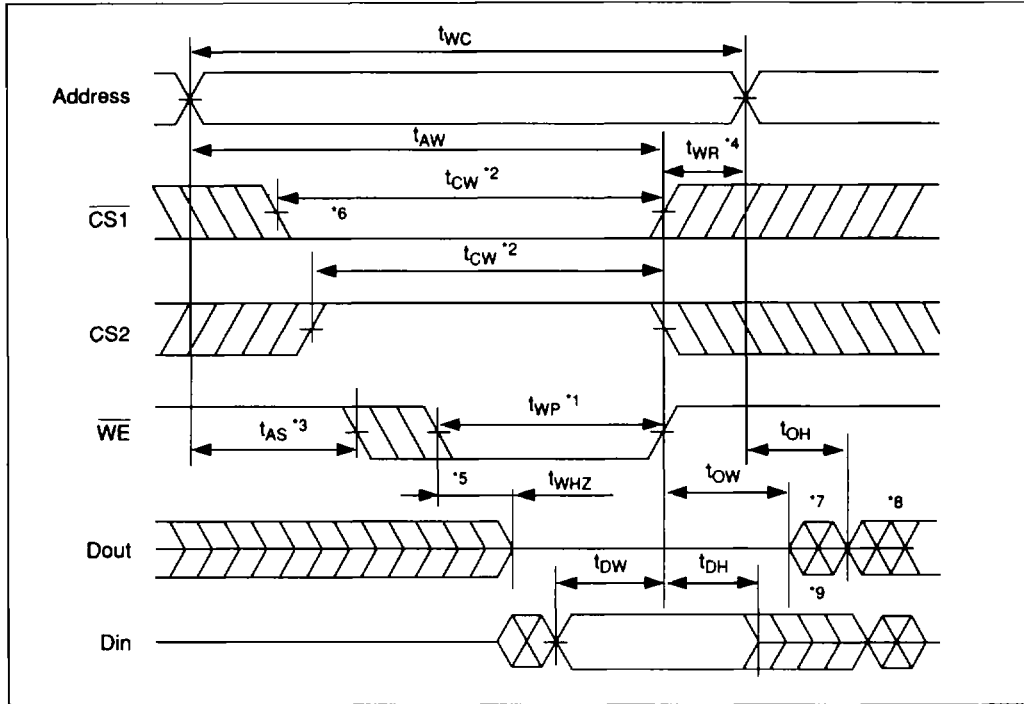 tWC
Address
tAW
tWR *4
tCW *2
CS1
*6
tCW *2
CS2
WE
tAS *3
tWP *1
tOH
*5
tWHZ
tOW
*7
*8
Dout
tDW
tDH
*9
Din